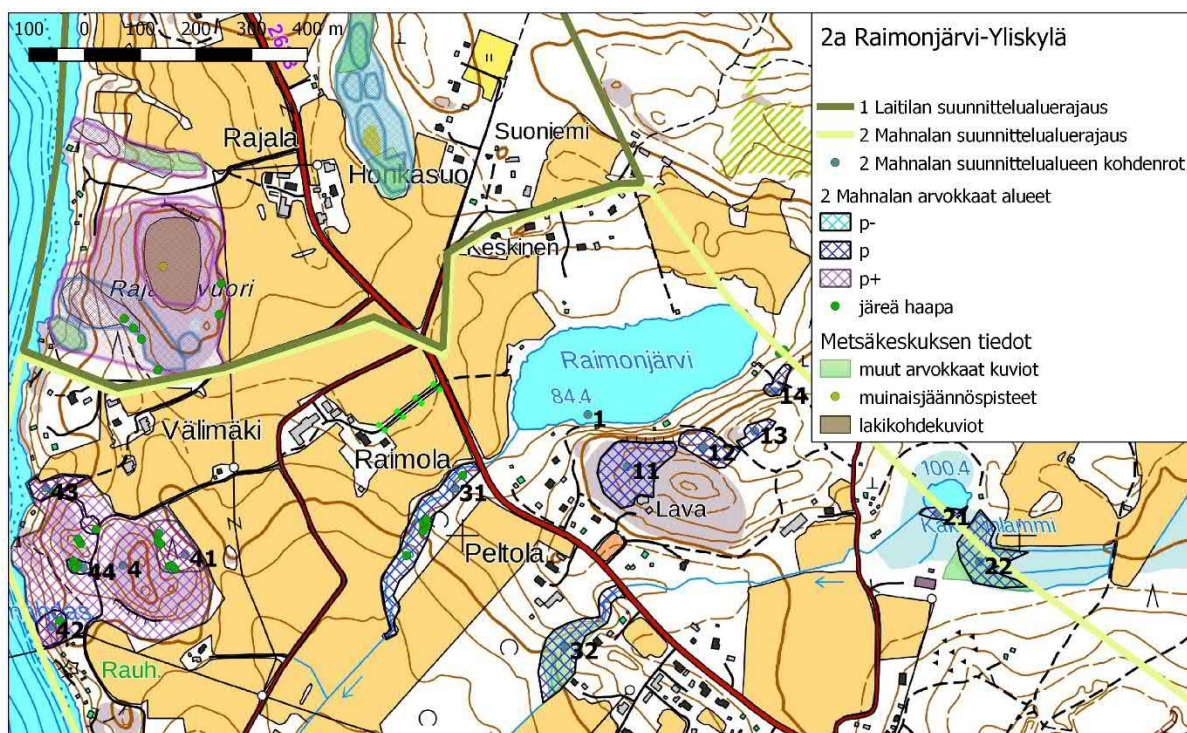 100 0 100 200 300 400 m
2a Raimonjärvi-Yliskylä
1 Laitilan suunnittelualuerajaus
2 Mahnalan suunnittelualuerajaus
2 Mahnalan suunnittelualueen kohdenrot
2 Mahnalan arvokkaat alueet
p-
p
p+
järeä haapa
Metsäkeskuksen tiedot
muut arvokkaat kuviot
muinaisjäännöspisteet
lakikohdekuviot
Rajala
Suoniemi
Honkasuo
Keskinen
Raimonjärvi
84.4
1
14
Välimäki
Raimola
13
12
11
100.4
31
43
Lava
21
Peltola
41
44
4
22
42
32
Rauh.